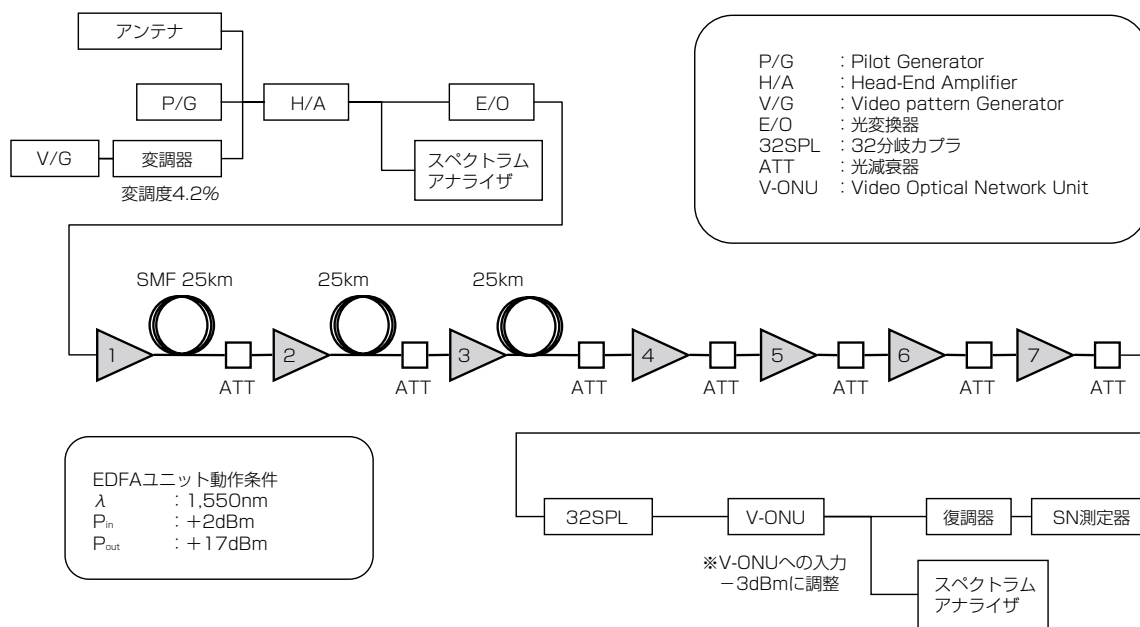 アンテナ
P/G
H/A
E/O
V/G
変調器
変調度4.2%
スペクトラム
アナライザ
P/G : Pilot Generator
H/A : Head-End Amplifier
V/G : Video pattern Generator
E/O : 光変換器
32SPL : 32分岐カプラ
ATT : 光減衰器
V-ONU : Video Optical Network Unit
SMF 25km
25km
25km
1
2
3
4
5
6
7
ATT
ATT
ATT
ATT
ATT
ATT
ATT
EDFAユニット動作条件
λ : 1,550nm
Pin : +2dBm
Pout : +17dBm
32SPL
V-ONU
復調器
SN測定器
※V-ONUへの入力
−3dBmに調整
スペクトラム
アナライザ